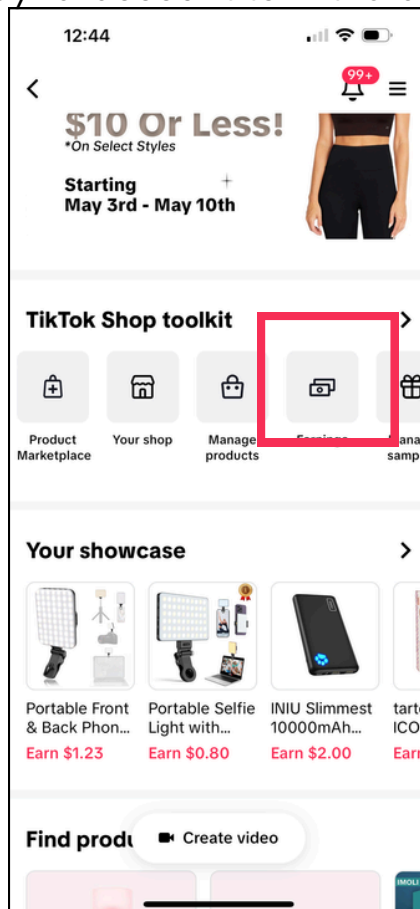 12:44
99+
$10 Or Less!
*On Select Styles
Starting
May 3rd - May 10th
TikTok Shop toolkit
Product
Marketplace
Your shop
Manage
products
Your showcase
Portable Front
& Back Phon...
Earn $1.23
Portable Selfie
Light with...
Earn $0.80
INIU Slimmest
10000mAh...
Earn $2.00
Create video
IMOLI